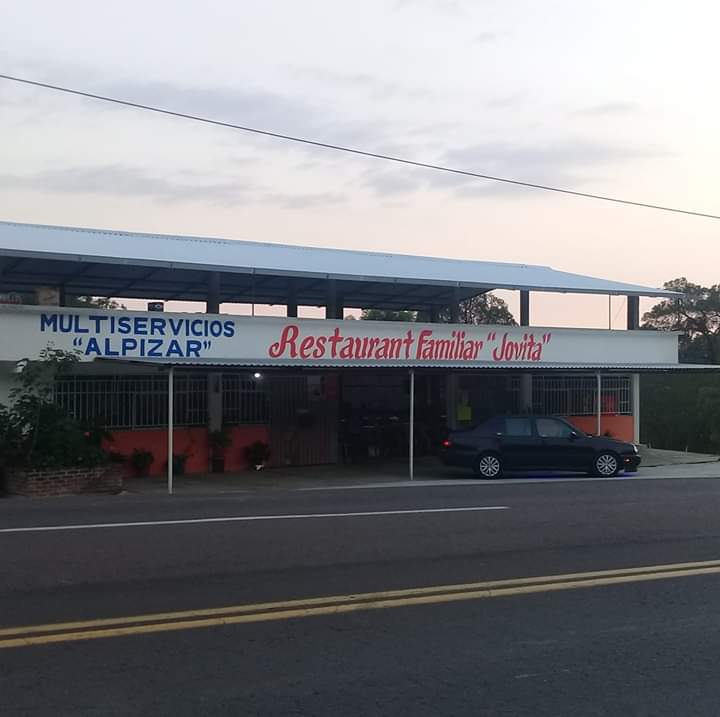 MULTISERVICIOS
"ALPIZAR"
Restaurant Familiar "Jovita"